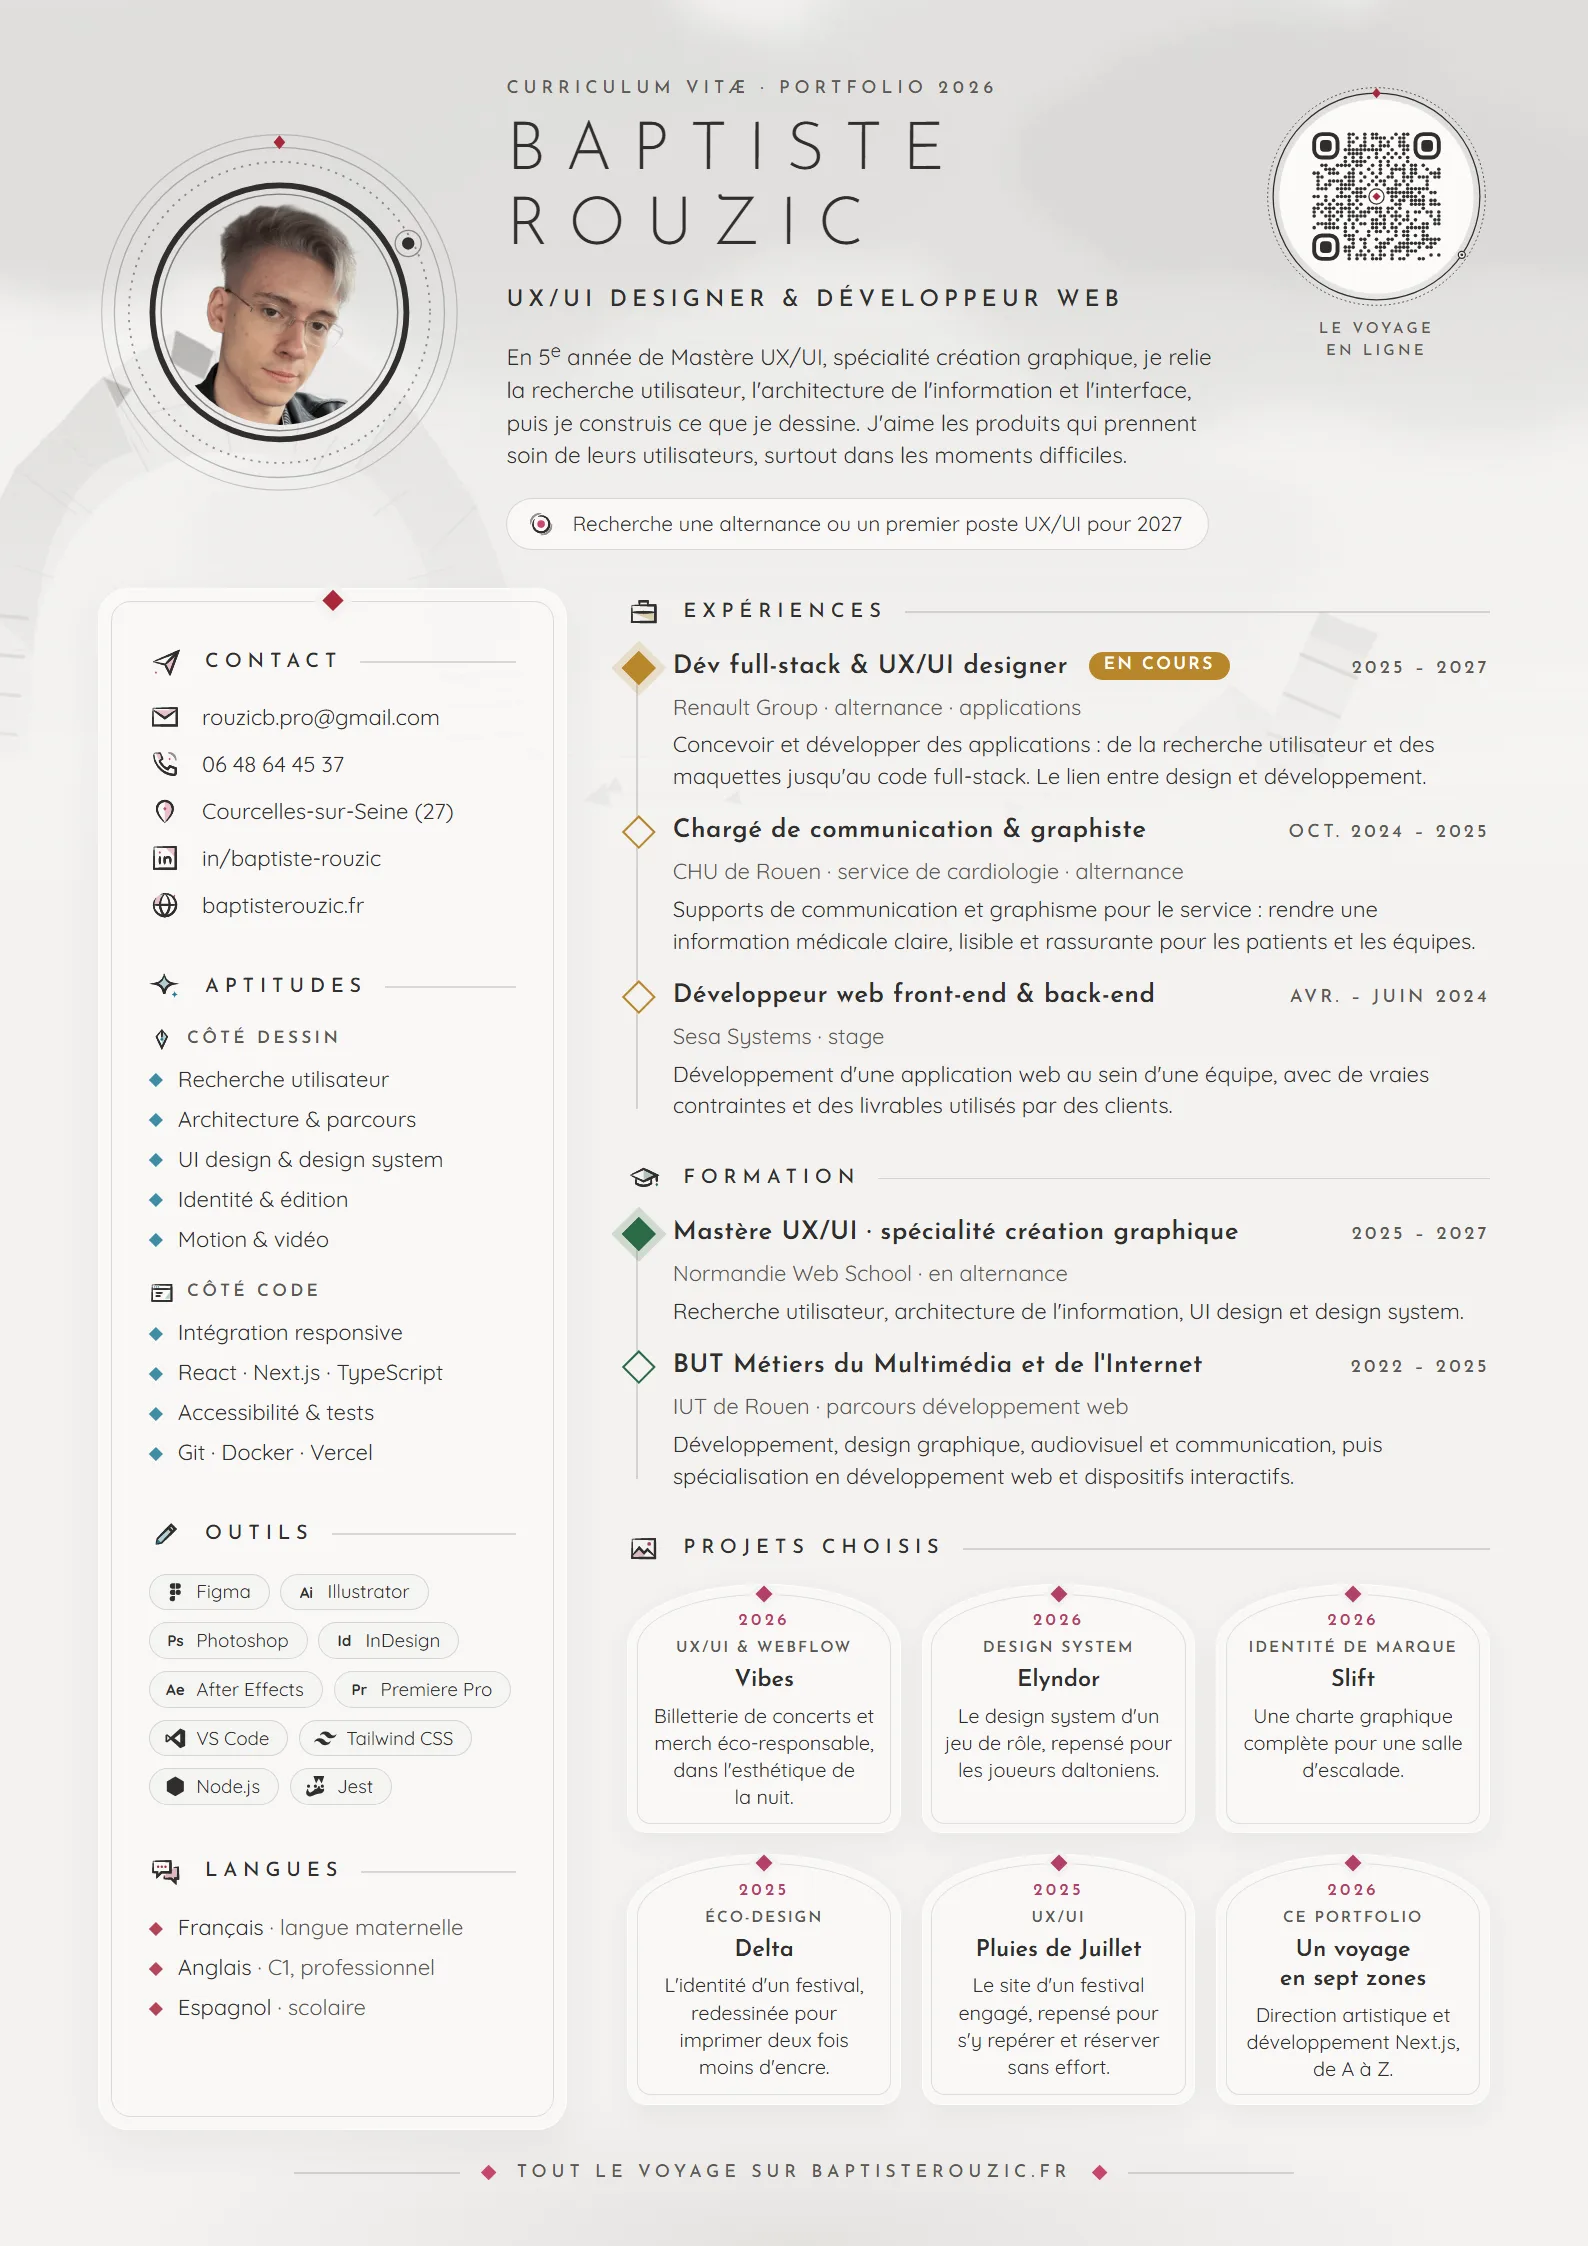 CURRICULUM VITÆ · PORTFOLIO 2026
BAPTISTE
ROUZIC
UX/UI DESIGNER & DÉVELOPPEUR WEB
En 5e année de Mastère UX/UI, spécialité création graphique, je relie
la recherche utilisateur, l'architecture de l'information et l'interface,
puis je construis ce que je dessine. J'aime les produits qui prennent
soin de leurs utilisateurs, surtout dans les moments difficiles.
Recherche une alternance ou un premier poste UX/UI pour 2027
LE VOYAGE
EN LIGNE
CONTACT
rouzicb.pro@gmail.com
06 48 64 45 37
Courcelles-sur-Seine (27)
in
in/baptiste-rouzic
baptisterouzic.fr
APTITUDES
CÔTÉ DESSIN
Recherche utilisateur
Architecture & parcours
UI design & design system
Identité & édition
Motion & vidéo
CÔTÉ CODE
Intégration responsive
React · Next.js · TypeScript
Accessibilité & tests
Git · Docker · Vercel
OUTILS
Figma
Ai Illustrator
Ps Photoshop
Id InDesign
Ae After Effects
Pr Premiere Pro
VS Code
Tailwind CSS
Node.js
Jest
LANGUES
Français · langue maternelle
Anglais · C1, professionnel
Espagnol · scolaire
EXPÉRIENCES
Dév full-stack & UX/UI designer EN COURS 2025 – 2027
Renault Group · alternance · applications
Concevoir et développer des applications : de la recherche utilisateur et des
maquettes jusqu'au code full-stack. Le lien entre design et développement.
Chargé de communication & graphiste OCT. 2024 – 2025
CHU de Rouen · service de cardiologie · alternance
Supports de communication et graphisme pour le service : rendre une
information médicale claire, lisible et rassurante pour les patients et les équipes.
Développeur web front-end & back-end AVR. – JUIN 2024
Sesa Systems · stage
Développement d'une application web au sein d'une équipe, avec de vraies
contraintes et des livrables utilisés par des clients.
FORMATION
Mastère UX/UI · spécialité création graphique 2025 – 2027
Normandie Web School · en alternance
Recherche utilisateur, architecture de l'information, UI design et design system.
BUT Métiers du Multimédia et de l'Internet 2022 – 2025
IUT de Rouen · parcours développement web
Développement, design graphique, audiovisuel et communication, puis
spécialisation en développement web et dispositifs interactifs.
PROJETS CHOISIS
2026
UX/UI & WEBFLOW
Vibes
Billetterie de concerts et
merch éco-responsable,
dans l'esthétique de
la nuit.
2026
DESIGN SYSTEM
Elyndor
Le design system d'un
jeu de rôle, repensé pour
les joueurs daltoniens.
2026
IDENTITÉ DE MARQUE
Slift
Une charte graphique
complète pour une salle
d'escalade.
2025
ÉCO-DESIGN
Delta
L'identité d'un festival,
redessinée pour
imprimer deux fois
moins d'encre.
2025
UX/UI
Pluies de Juillet
Le site d'un festival
engagé, repensé pour
s'y repérer et réserver
sans effort.
2026
CE PORTFOLIO
Un voyage
en sept zones
Direction artistique et
développement Next.js,
de A à Z.
TOUT LE VOYAGE SUR BAPTISTEROUZIC.FR